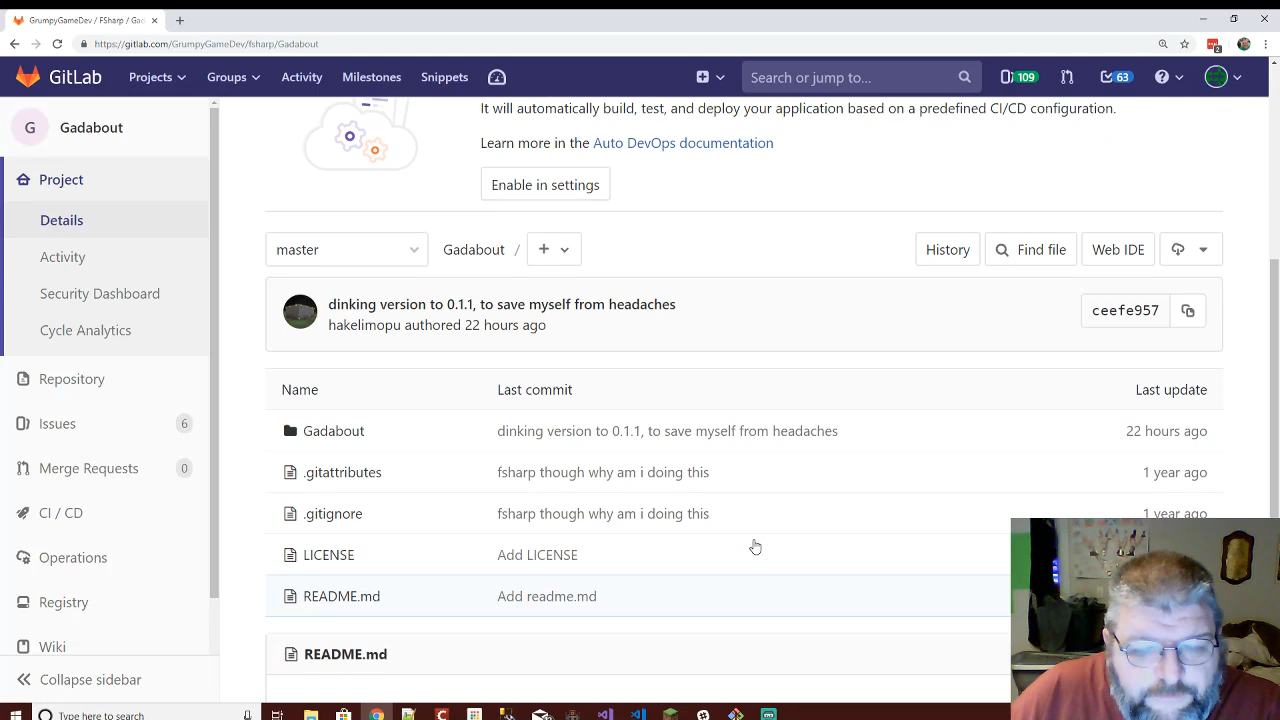 GrumpyGameDev / FSharp / Gad
https://gitlab.com/GrumpyGameDev/fsharp/Gadabout
2
GitLab
Projects
Groups
Activity
Milestones
Snippets
Search or jump to...
109
63
G
Gadabout
It will automatically build, test, and deploy your application based on a predefined CI/CD configuration.
Learn more in the Auto DevOps documentation
Enable in settings
Project
Details
Activity
Security Dashboard
Cycle Analytics
Repository
Issues
6
Merge Requests
0
CI / CD
Operations
Registry
Wiki
Collapse sidebar
master
Gadabout /
+
History
Find file
Web IDE
dinking version to 0.1.1, to save myself from headaches
hakelimopu authored 22 hours ago
ceefe957
Name
Last commit
Last update
Gadabout
dinking version to 0.1.1, to save myself from headaches
22 hours ago
.gitattributes
fsharp though why am i doing this
1 year ago
.gitignore
fsharp though why am i doing this
1 year ago
LICENSE
Add LICENSE
README.md
Add readme.md
README.md
Type here to search